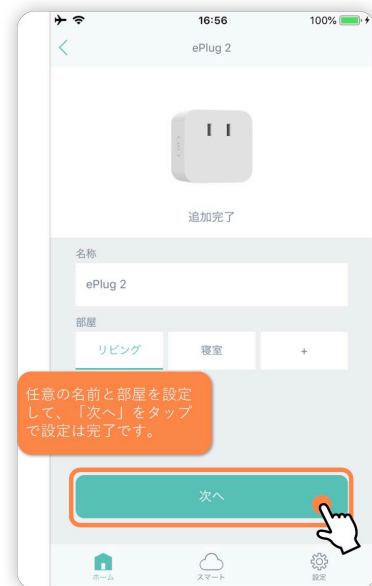 16:56
100%
ePlug 2
追加完了
名称
ePlug 2
部屋
リビング
寝室
+
任意の名前と部屋を設定
して、「次へ」をタップ
で設定は完了です。
次へ
ホーム
スマート
設定